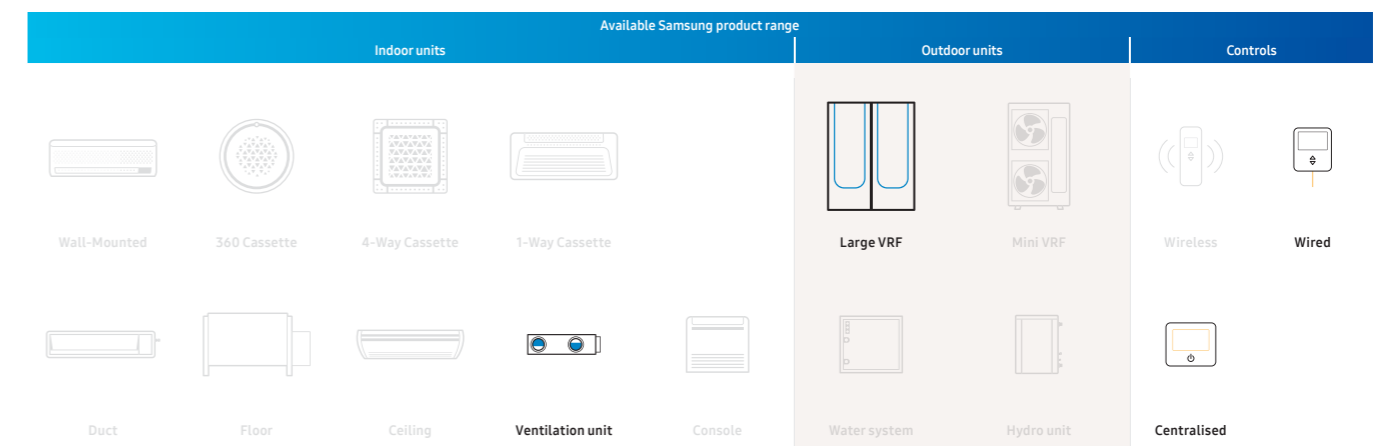 Available Samsung product range
Indoor units Outdoor units Controls
Wall-Mounted 360 Cassette 4-Way Cassette 1-Way Cassette Large VRF Mini VRF Wireless Wired
Duct Floor Ceiling Ventilation unit Console Water system Hydro unit Centralised